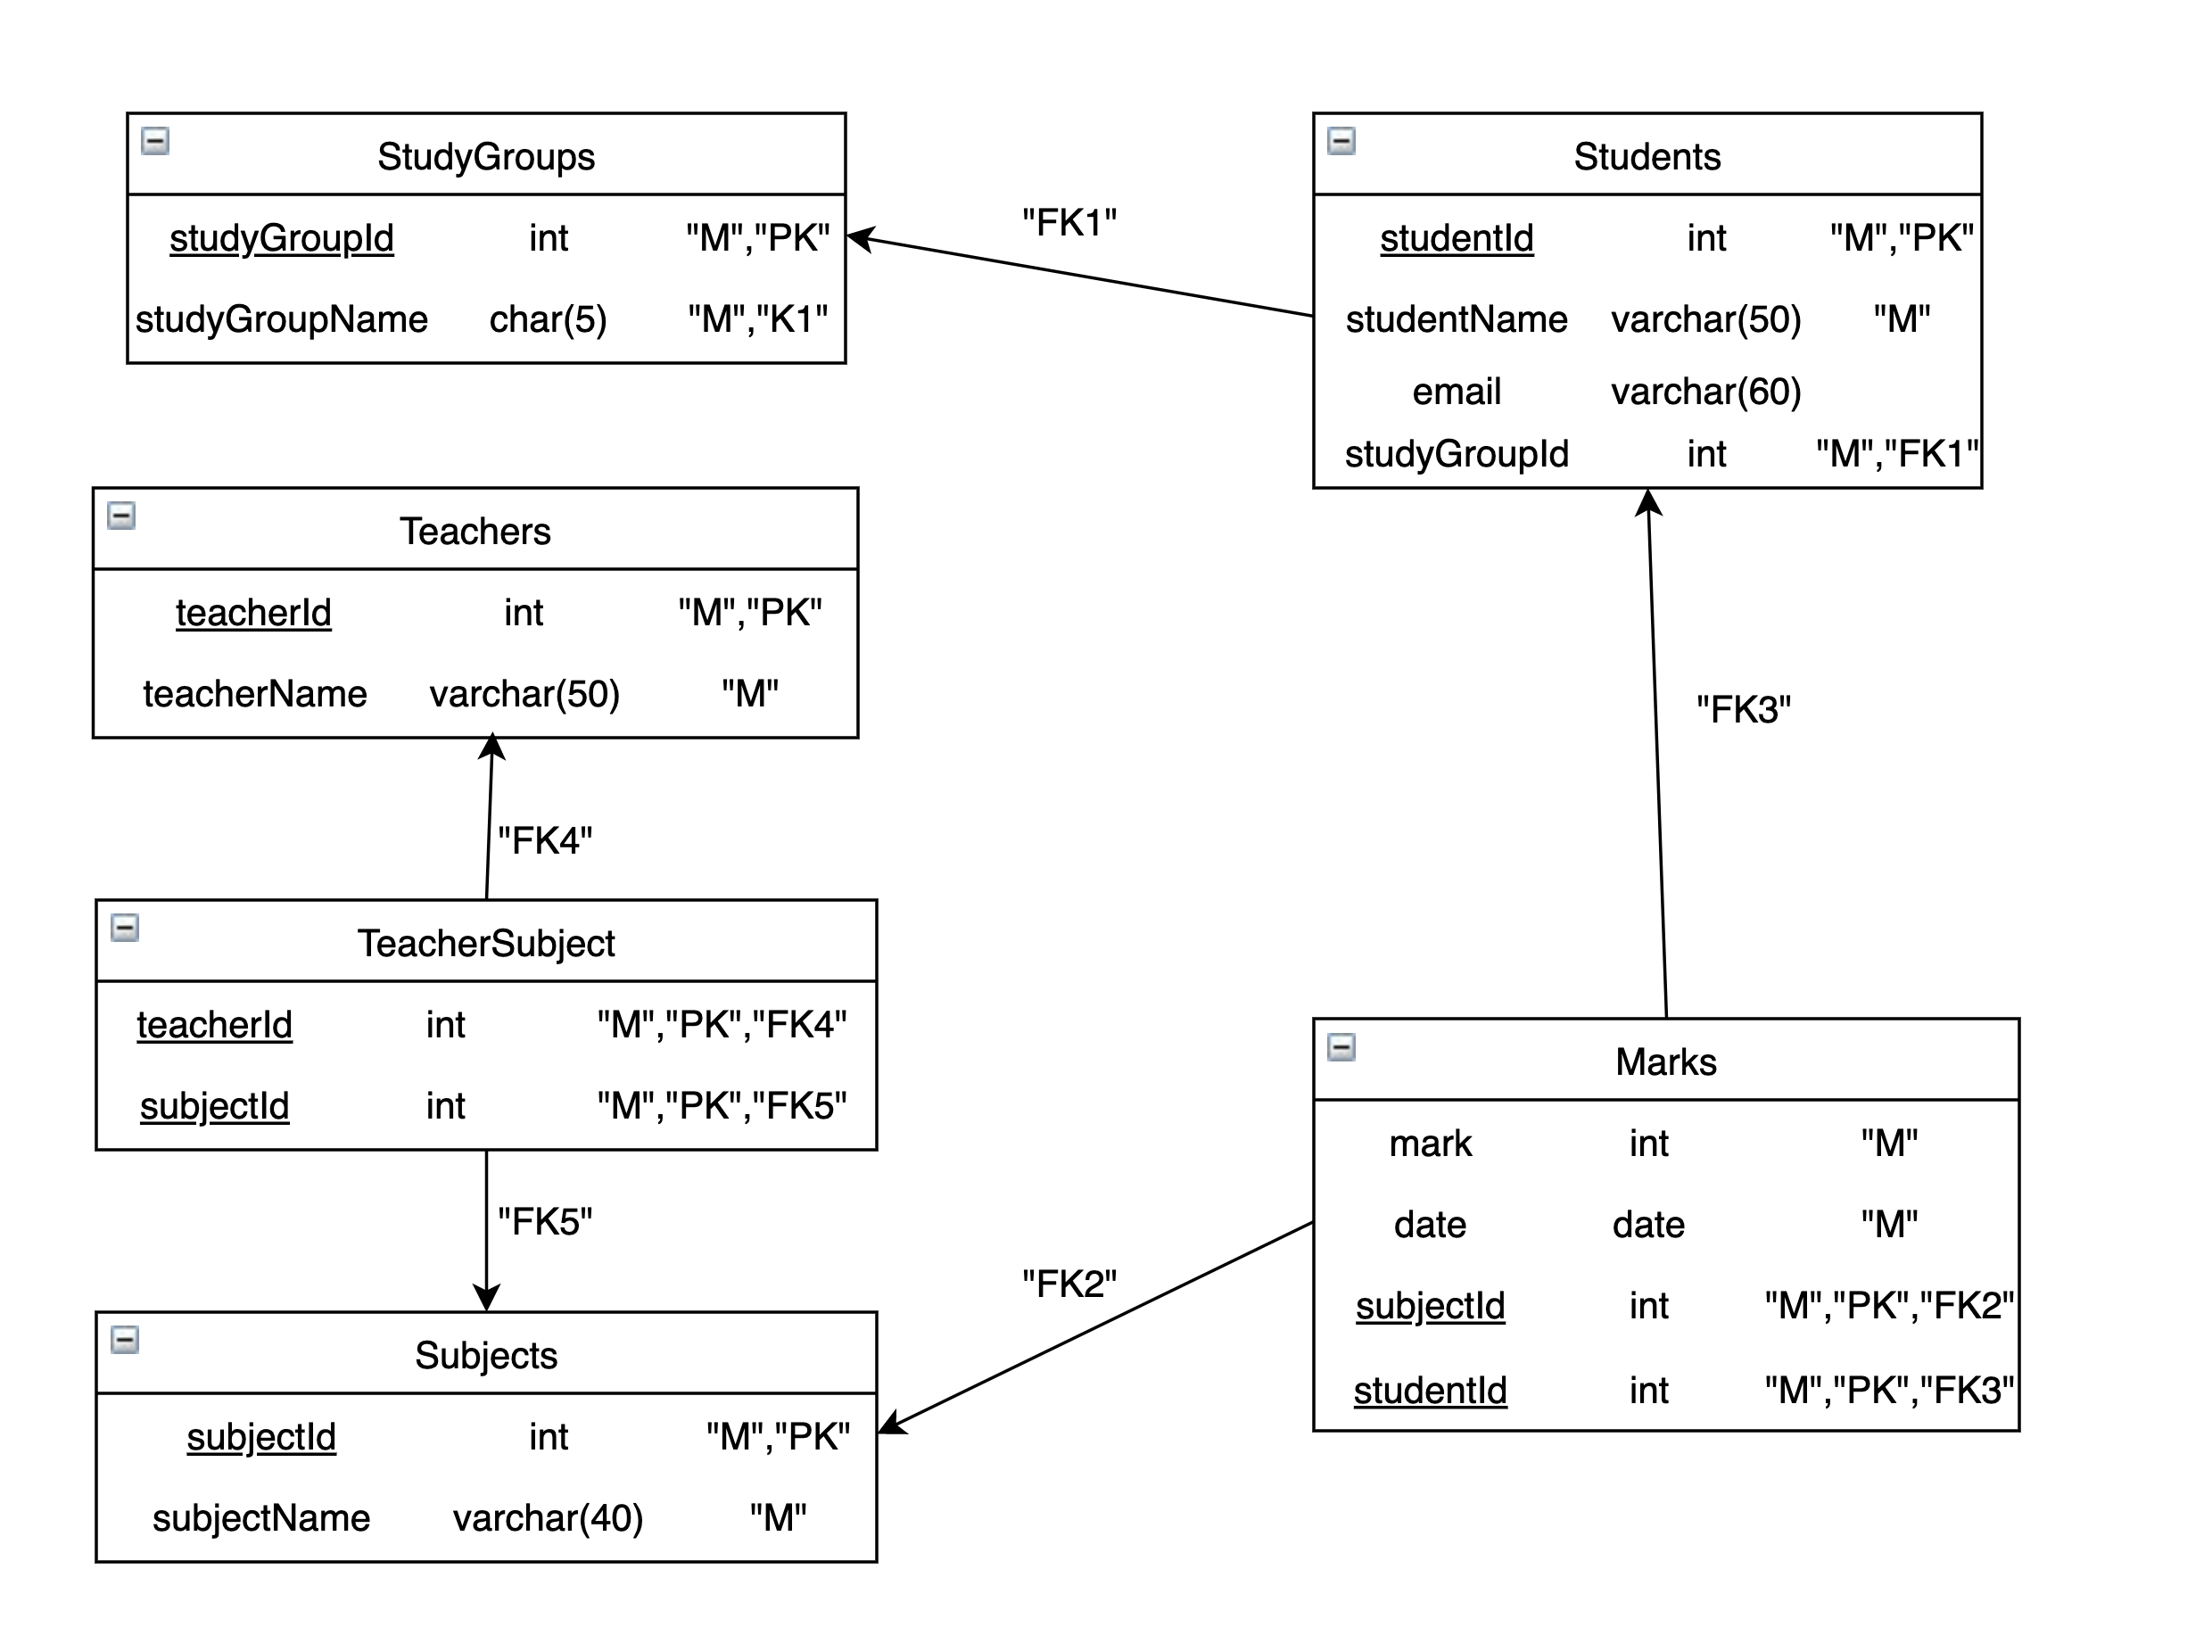 StudyGroups
studyGroupId int "M","PK"
studyGroupName char(5) "M","K1"
"FK1"
Students
studentId int "M","PK"
studentName varchar(50) "M"
email varchar(60)
studyGroupId int "M","FK1"
Teachers
teacherId int "M","PK"
teacherName varchar(50) "M"
"FK3"
"FK4"
TeacherSubject
teacherId int "M","PK","FK4"
subjectId int "M","PK","FK5"
"FK5"
Marks
mark int "M"
date date "M"
subjectId int "M","PK","FK2"
studentId int "M","PK","FK3"
"FK2"
Subjects
subjectId int "M","PK"
subjectName varchar(40) "M"